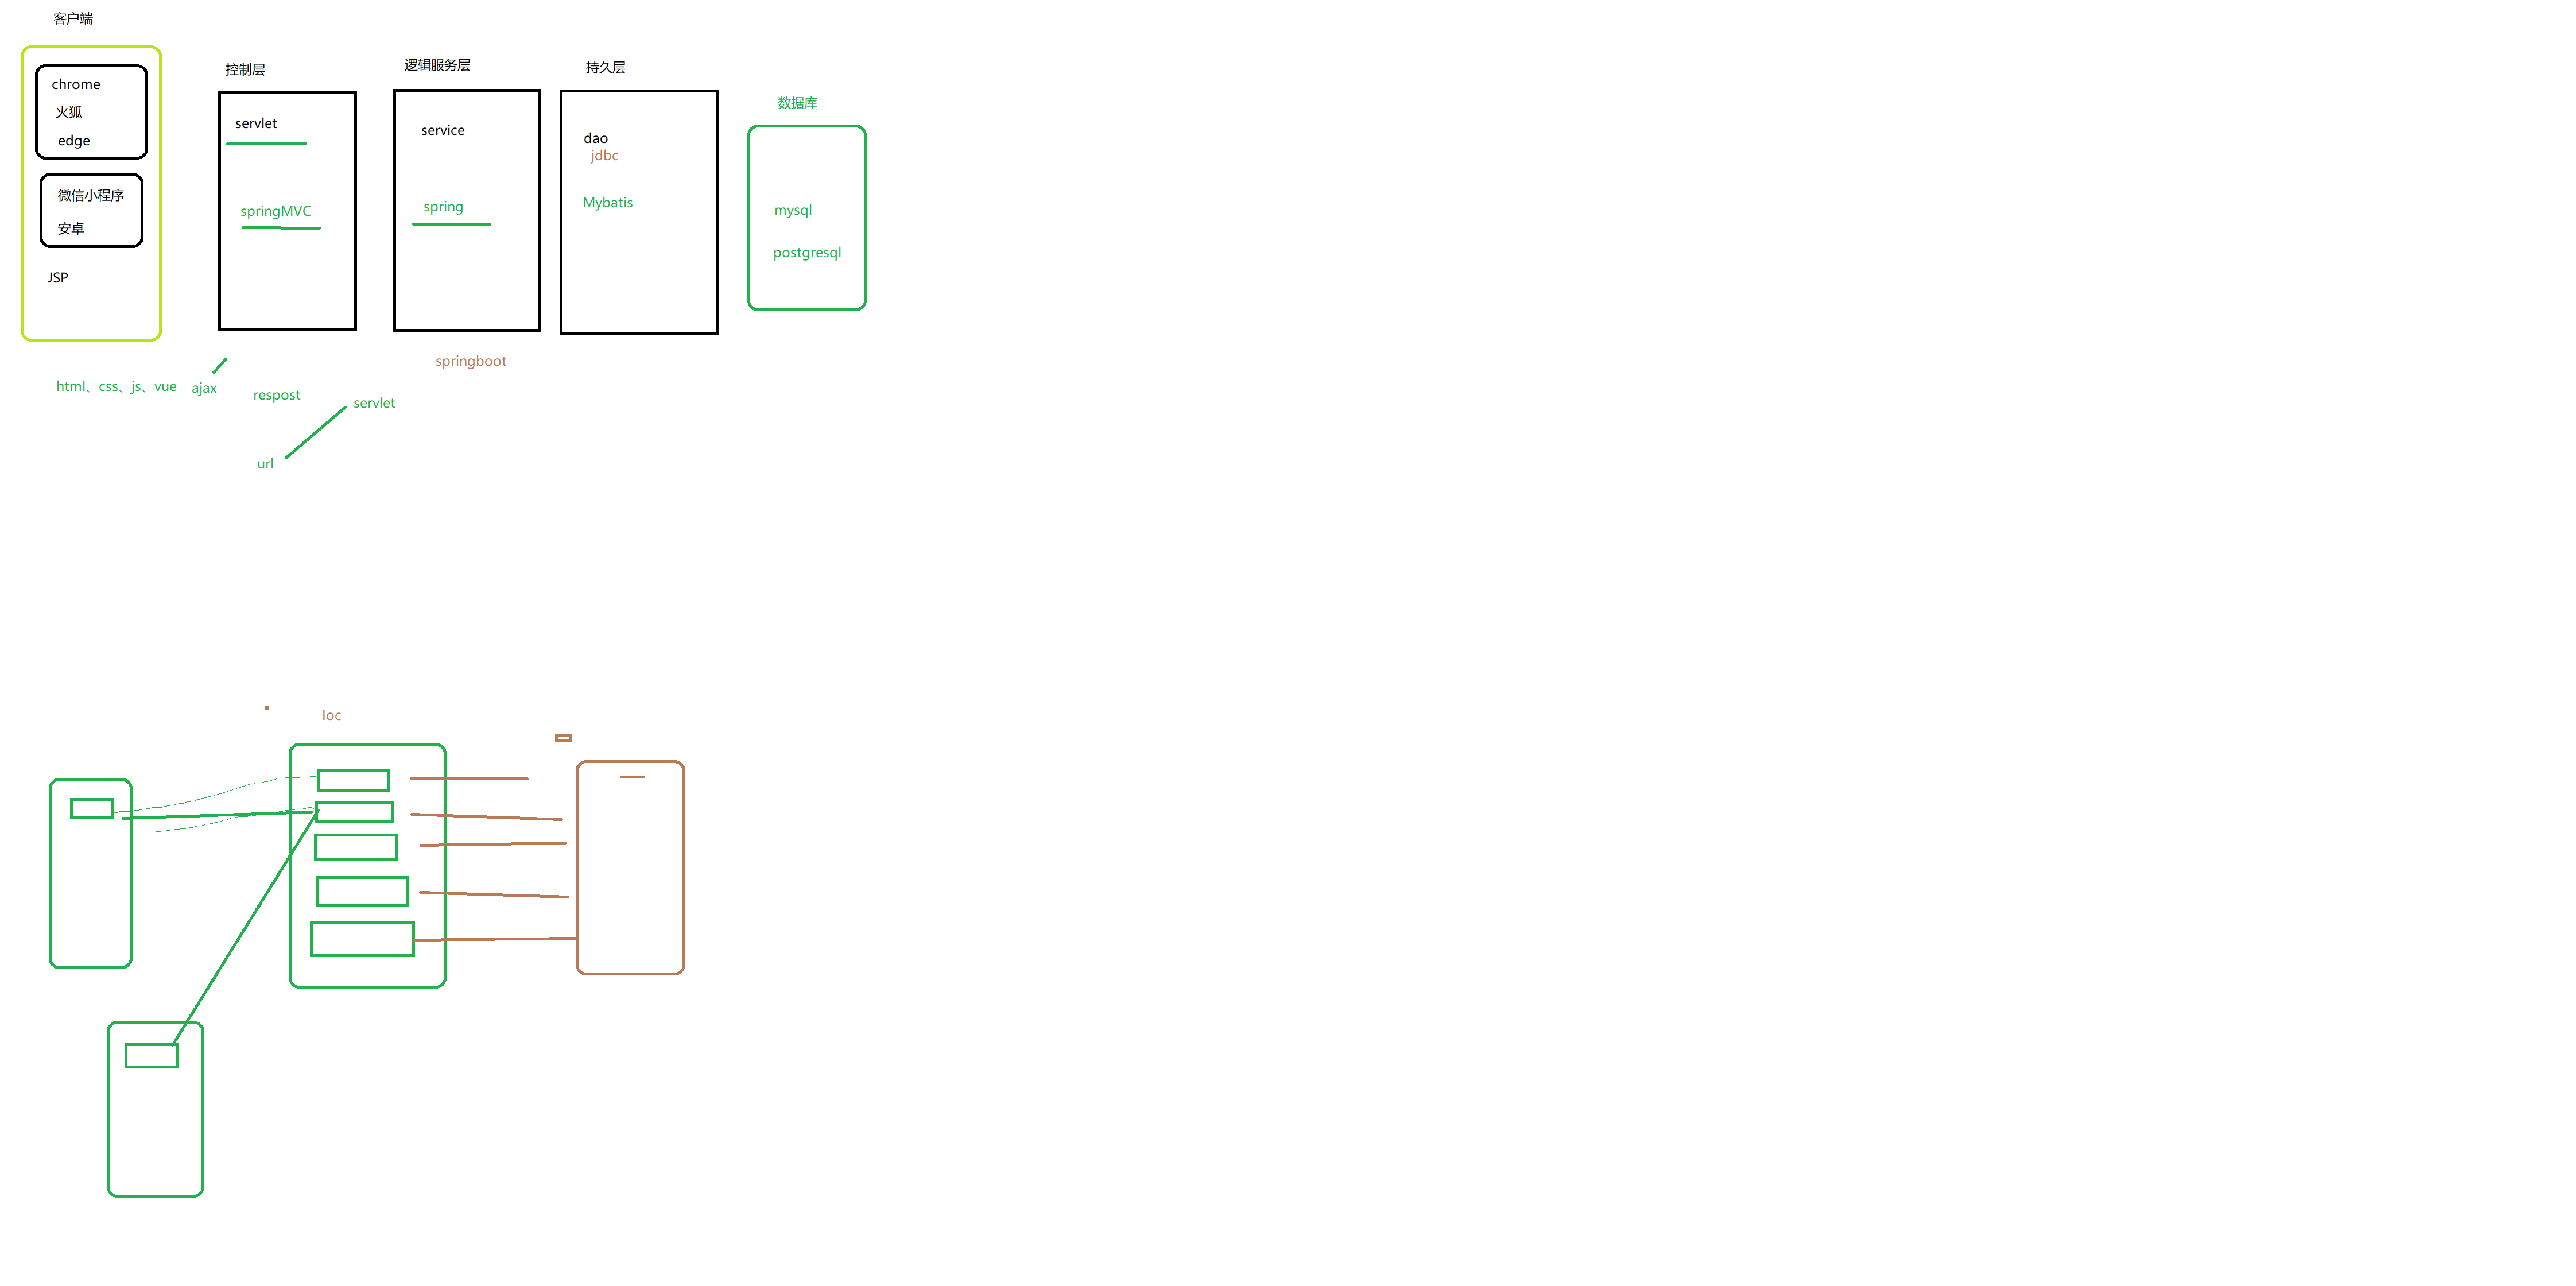 客户端
chrome
火狐
edge
微信小程序
安卓
JSP
控制层
servlet
springMVC
逻辑服务层
service
spring
持久层
dao
jdbc
Mybatis
数据库
mysql
postgresql
springboot
html、css、js、vue
ajax
respost
servlet
url
Ioc